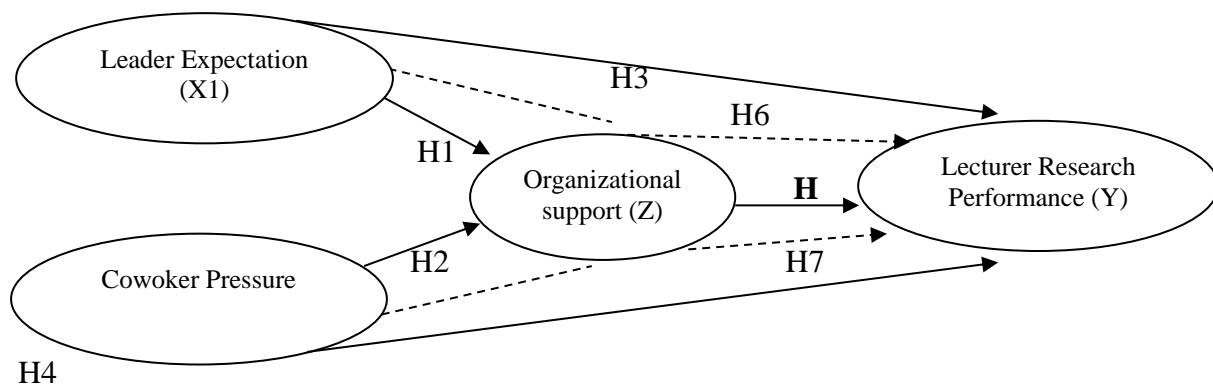 Leader Expectation
(X1)
H3
H6
H1
Organizational
support (Z)
H
Lecturer Research
Performance (Y)
H2
H7
Cowoker Pressure
H4